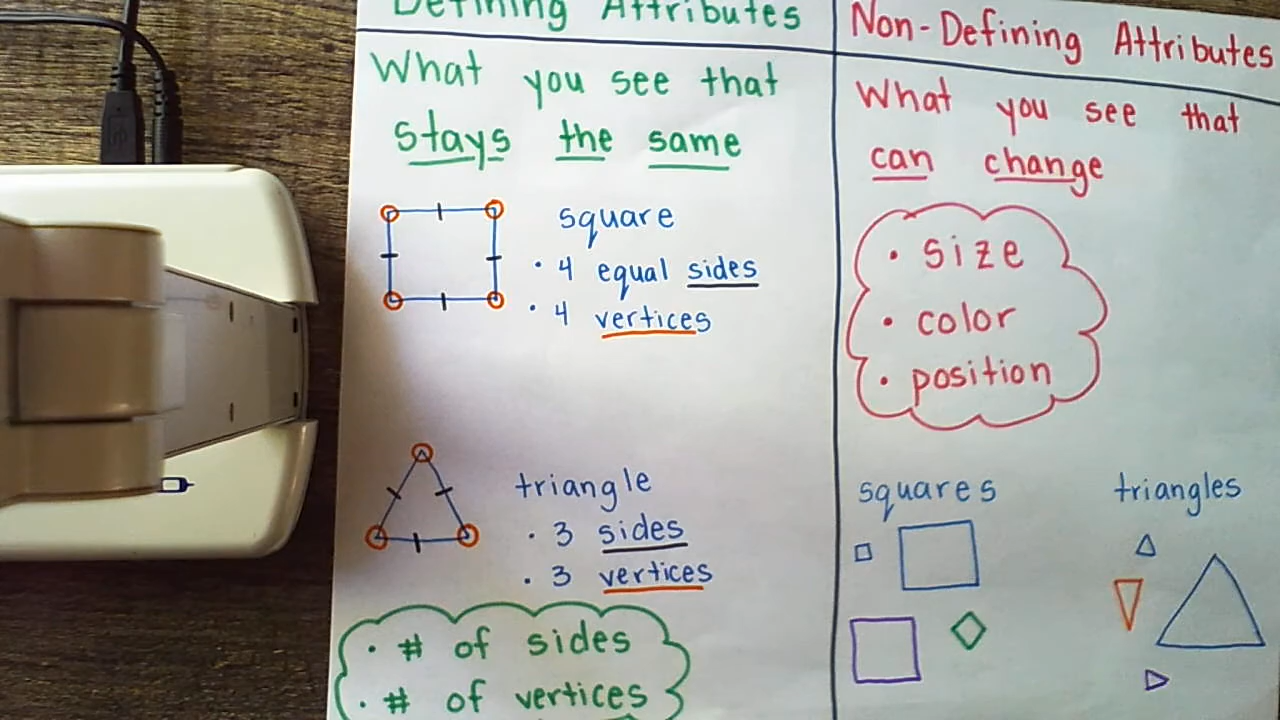 Defining Attributes
What you see that
stays the same
square
• 4 equal sides
• 4 vertices
triangle
• 3 sides
• 3 vertices
• # of sides
• # of vertices
Non-Defining Attributes
What you see that
can change
• size
• color
• position
squares
triangles